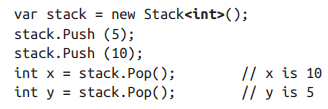 var stack = new Stack<int>();
stack.Push (5);
stack.Push (10);
int x = stack.Pop();        // x is 10
int y = stack.Pop();        // y is 5